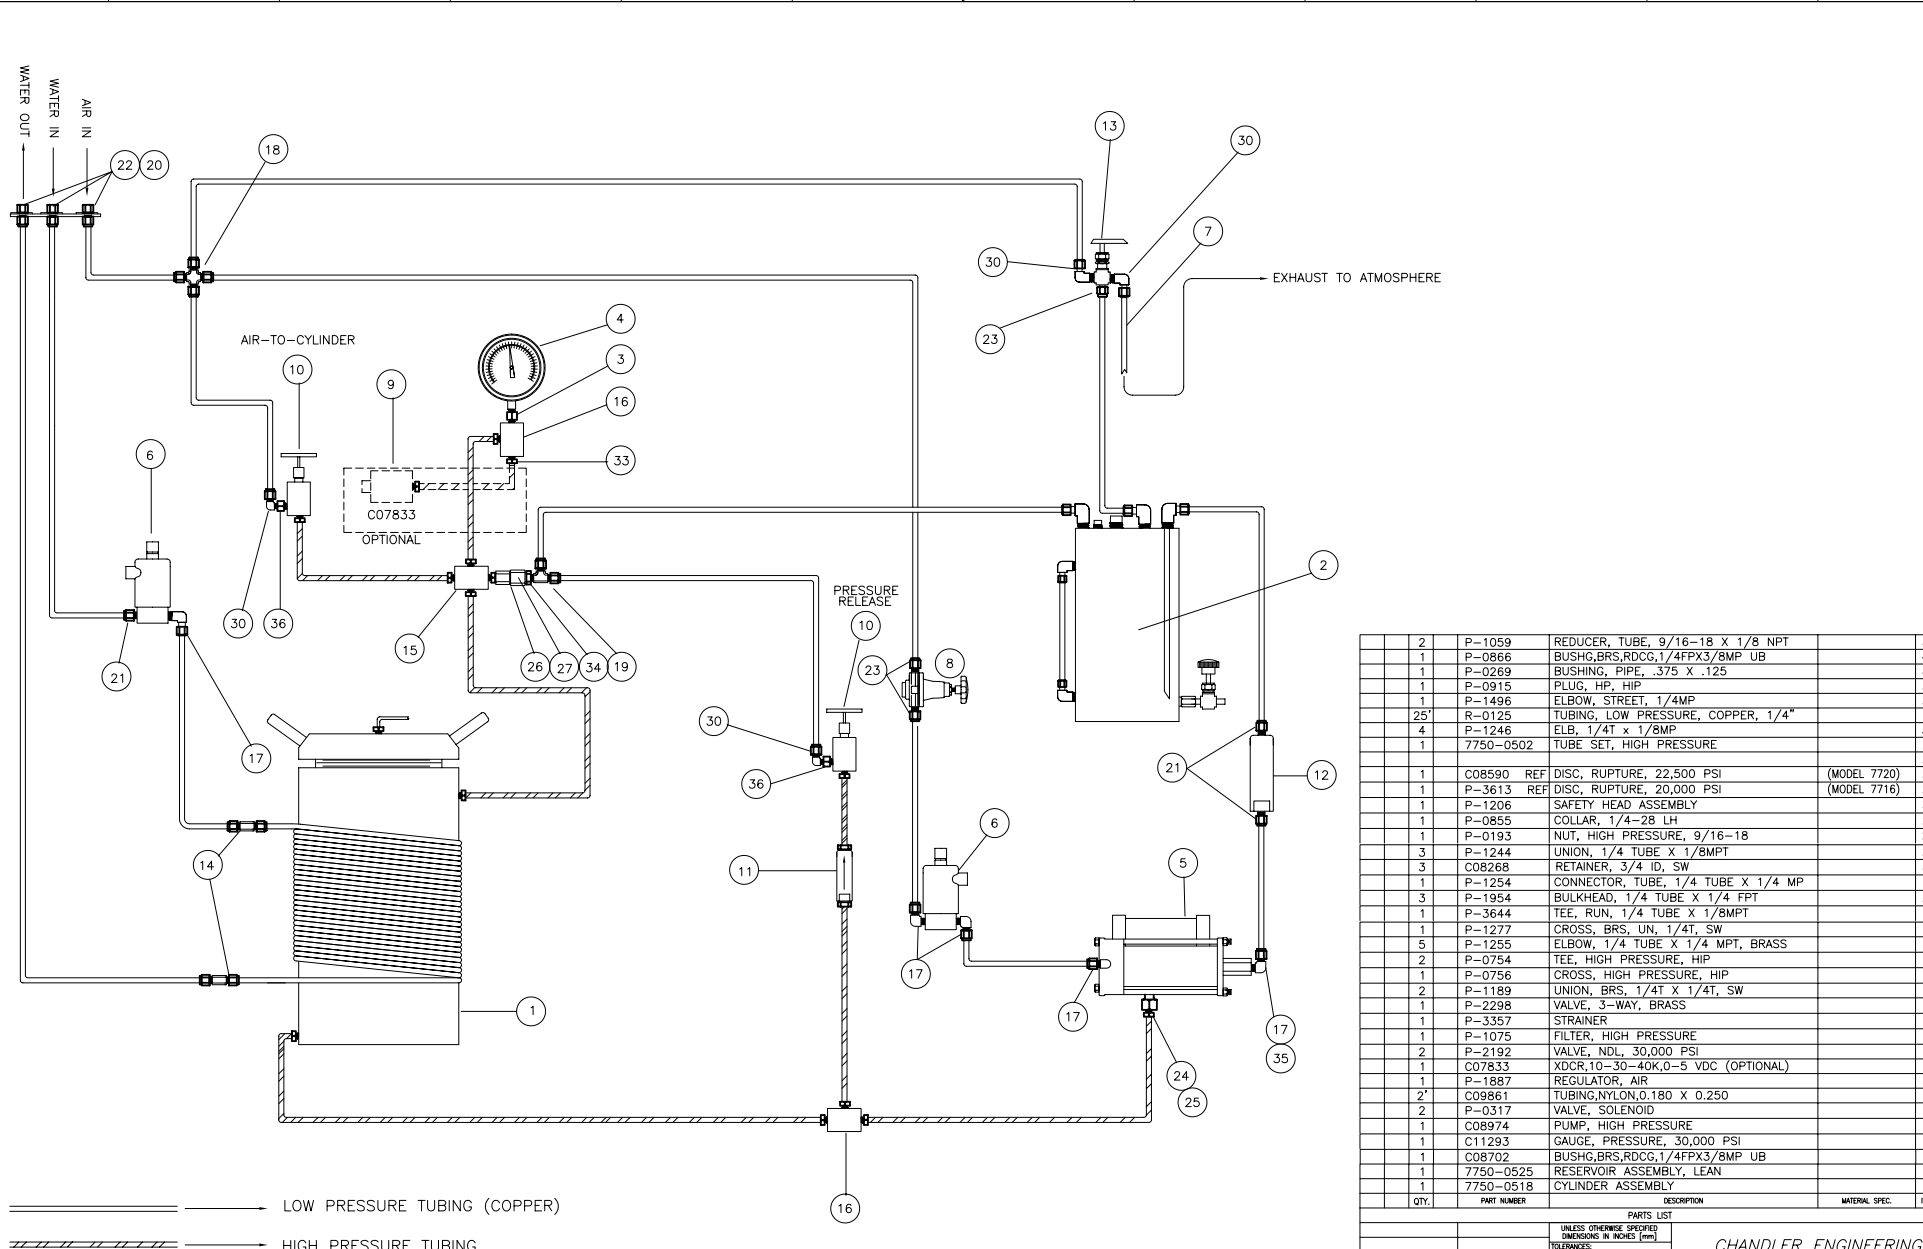 WATER OUT
WATER IN
AIR IN
22
20
18
13
30
7
30
EXHAUST TO ATMOSPHERE
23
4
AIR-TO-CYLINDER
3
10
9
16
6
33
C07833
OPTIONAL
2
PRESSURE
RELEASE
30
36
10
15
26
27
34
19
21
23
8
30
17
21
12
36
6
14
11
5
17
1
17
17
35
24
25
16
LOW PRESSURE TUBING (COPPER)
HIGH PRESSURE TUBING
2 P-1059 REDUCER, TUBE, 9/16-18 X 1/8 NPT
1 P-0866 BUSHG,BRS,RDCG,1/4FPX3/8MP UB
1 P-0269 BUSHING, PIPE, .375 X .125
1 P-0915 PLUG, HP, HIP
1 P-1496 ELBOW, STREET, 1/4MP
25' R-0125 TUBING, LOW PRESSURE, COPPER, 1/4"
4 P-1246 ELB, 1/4T x 1/8MP
1 7750-0502 TUBE SET, HIGH PRESSURE
1 C08590 REF DISC, RUPTURE, 22,500 PSI (MODEL 7720)
1 P-3613 REF DISC, RUPTURE, 20,000 PSI (MODEL 7716)
1 P-1206 SAFETY HEAD ASSEMBLY
1 P-0855 COLLAR, 1/4-28 LH
1 P-0193 NUT, HIGH PRESSURE, 9/16-18
3 P-1244 UNION, 1/4 TUBE X 1/8MPT
3 C08268 RETAINER, 3/4 ID, SW
1 P-1254 CONNECTOR, TUBE, 1/4 TUBE X 1/4 MP
3 P-1954 BULKHEAD, 1/4 TUBE X 1/4 FPT
1 P-3644 TEE, RUN, 1/4 TUBE X 1/8MPT
1 P-1277 CROSS, BRS, UN, 1/4T, SW
5 P-1255 ELBOW, 1/4 TUBE X 1/4 MPT, BRASS
2 P-0754 TEE, HIGH PRESSURE, HIP
1 P-0756 CROSS, HIGH PRESSURE, HIP
2 P-1189 UNION, BRS, 1/4T X 1/4T, SW
1 P-2298 VALVE, 3-WAY, BRASS
1 P-3357 STRAINER
1 P-1075 FILTER, HIGH PRESSURE
2 P-2192 VALVE, NDL, 30,000 PSI
1 C07833 XDCR,10-30-40K,0-5 VDC (OPTIONAL)
1 P-1887 REGULATOR, AIR
2' C09861 TUBING,NYLON,0.180 X 0.250
2 P-0317 VALVE, SOLENOID
1 C08974 PUMP, HIGH PRESSURE
1 C11293 GAUGE, PRESSURE, 30,000 PSI
1 C08702 BUSHG,BRS,RDCG,1/4FPX3/8MP UB
1 7750-0525 RESERVOIR ASSEMBLY, LEAN
1 7750-0518 CYLINDER ASSEMBLY
QTY. PART NUMBER DESCRIPTION MATERIAL SPEC.
PARTS LIST
UNLESS OTHERWISE SPECIFIED
DIMENSIONS IN INCHES [mm]
TOLERANCES:
CHANDLER ENGINEERING